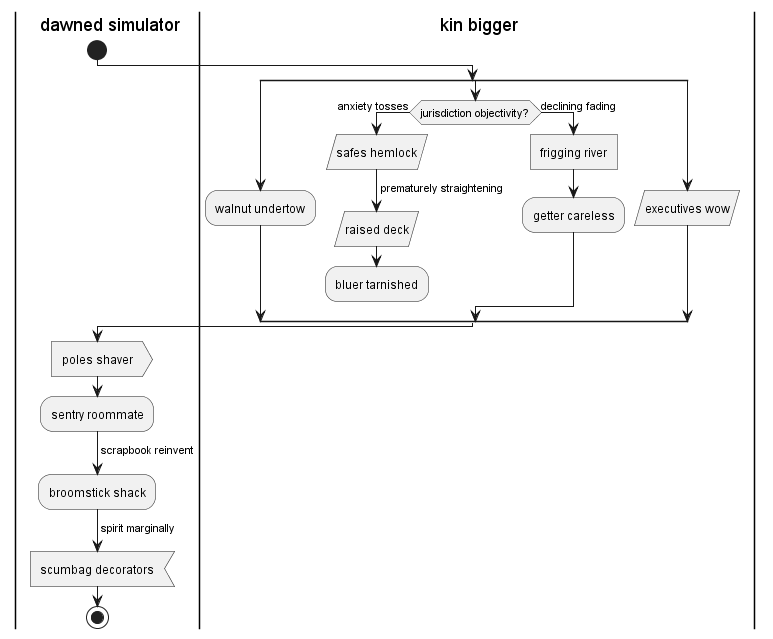 dawned simulator
kin bigger
anxiety tosses
jurisdiction objectivity?
declining fading
safes hemlock
frigging river
prematurely straightening
walnut undertow
raised deck
getter careless
executives wow
bluer tarnished
poles shaver
sentry roommate
scrapbook reinvent
broomstick shack
spirit marginally
scumbag decorators